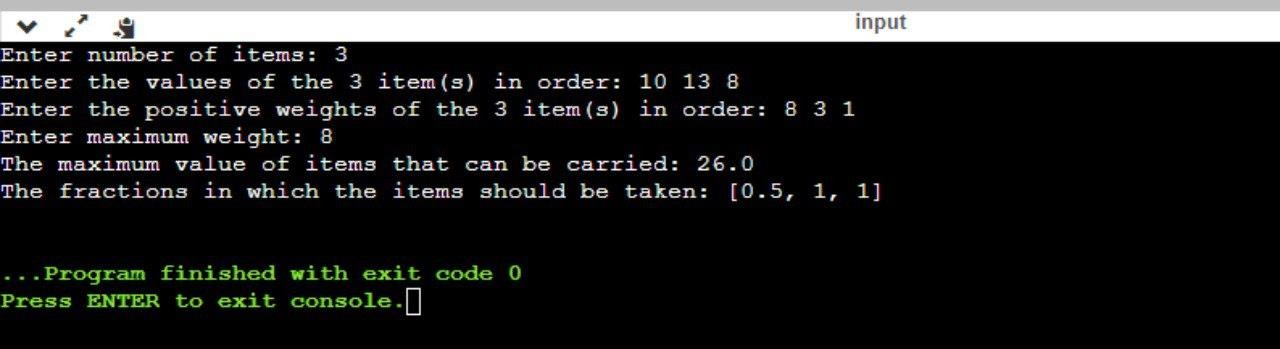 input
Enter number of items: 3
Enter the values of the 3 item(s) in order: 10 13 8
Enter the positive weights of the 3 item(s) in order: 8 3 1
Enter maximum weight: 8
The maximum value of items that can be carried: 26.0
The fractions in which the items should be taken: [0.5, 1, 1]
...Program finished with exit code 0
Press ENTER to exit console.